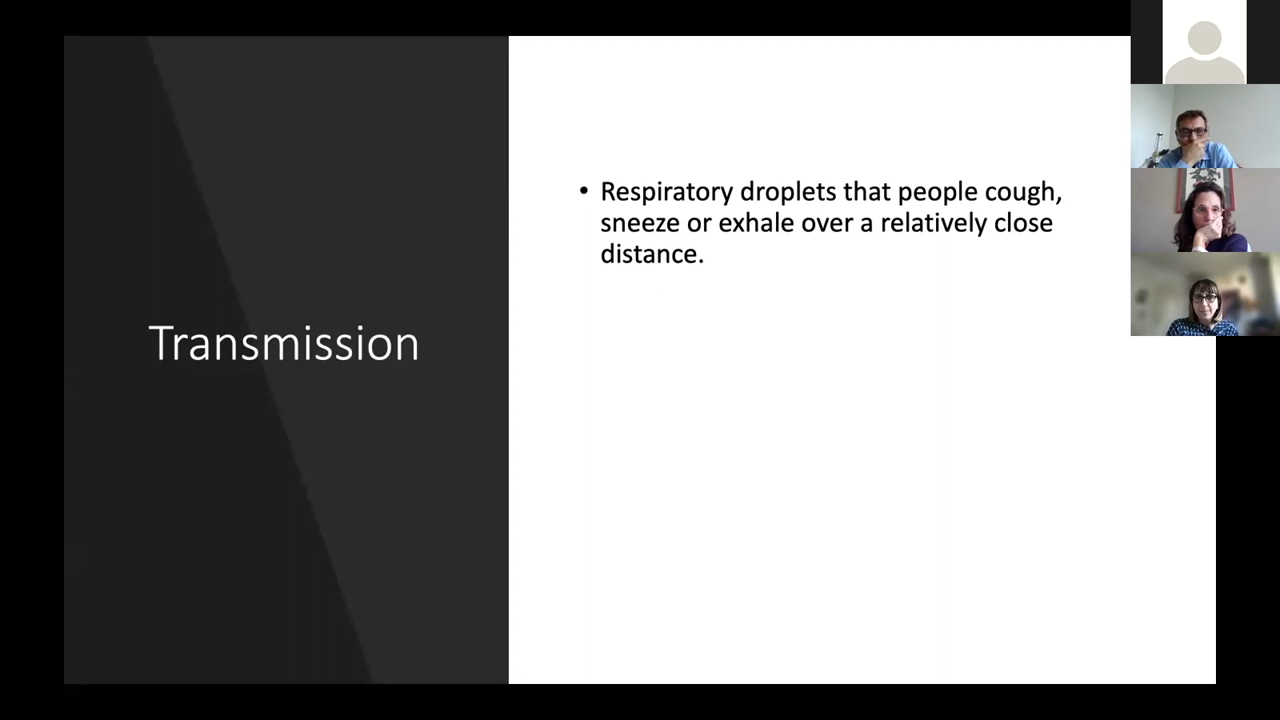 Transmission
• Respiratory droplets that people cough,
sneeze or exhale over a relatively close
distance.